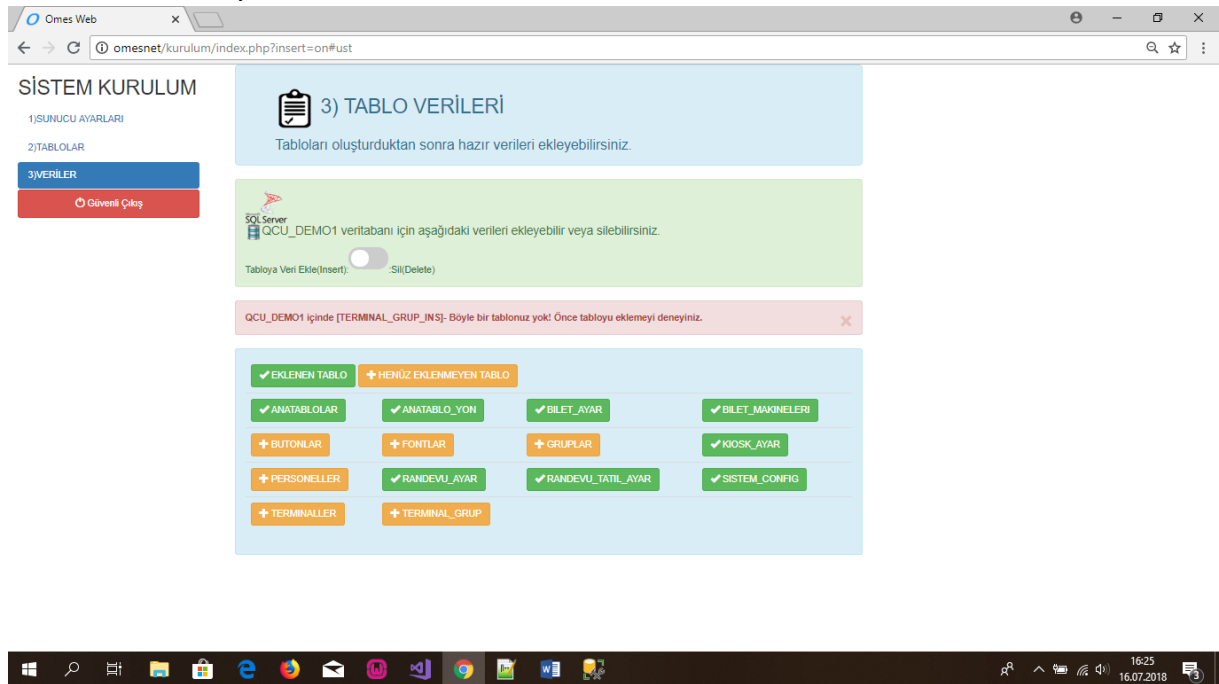 Omes Web
omesnet/kurulum/index.php?insert=on#ust
SİSTEM KURULUM
1)SUNUCU AYARLARI
2)TABLOLAR
3)VERİLER
Güvenli Çıkış
3) TABLO VERİLERİ
Tabloları oluşturduktan sonra hazır verileri ekleyebilirsiniz.
SQL Server
QCU_DEMO1 veritabanı için aşağıdaki verileri ekleyebilir veya silebilirsiniz.
Tabloya Veri Ekle(Insert): :Sil(Delete)
QCU_DEMO1 içinde [TERMINAL_GRUP_INS]- Böyle bir tablonuz yok! Önce tabloyu eklemeyi deneyiniz.
EKLENEN TABLO HENÜZ EKLENMEYEN TABLO
ANATABLOLAR ANATABLO_YON BILET_AYAR BILET_MAKINELERI
BUTONLAR FONTLAR GRUPLAR KIOSK_AYAR
PERSONELLER RANDEVU_AYAR RANDEVU_TATIL_AYAR SISTEM_CONFIG
TERMINALLER TERMINAL_GRUP
16:25
16.07.2018
3